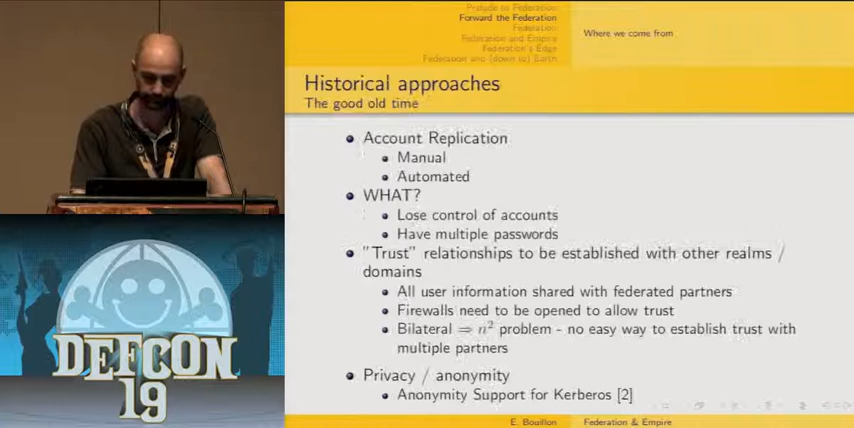 Prelude to Federation
Forward the Federation
Federation
Federation and Empire
Federation's Edge
Federation and (down to) Earth
Where we come from
Historical approaches
The good old time
Account Replication
Manual
Automated
WHAT?
Lose control of accounts
Have multiple passwords
"Trust" relationships to be established with other realms /
domains
All user information shared with federated partners
Firewalls need to be opened to allow trust
Bilateral ⇒ n² problem - no easy way to establish trust with
multiple partners
Privacy / anonymity
Anonymity Support for Kerberos [2]
DEFCON
19
E. Bouillon
Federation & Empire